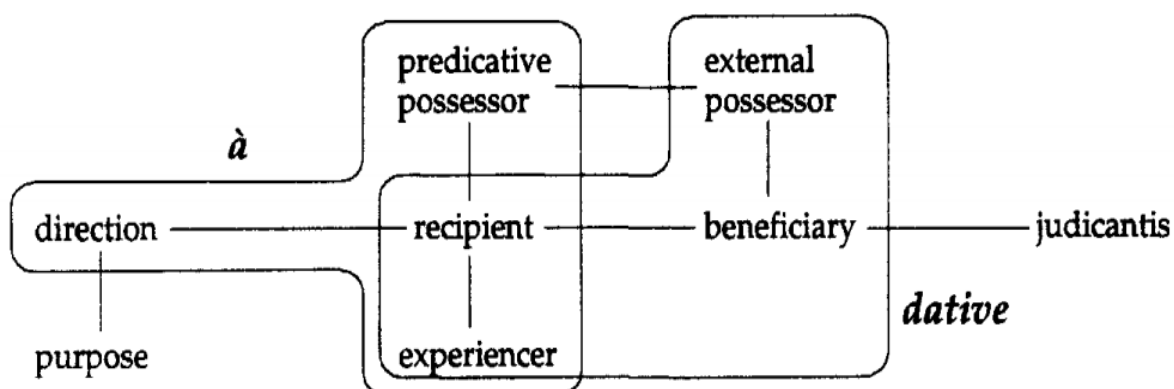 predicative external
possessor possessor
à
direction recipient beneficiary judicantis
dative
purpose experiencer